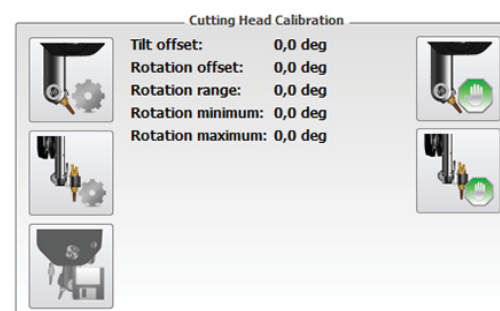 Cutting Head Calibration
Tilt offset: 0,0 deg
Rotation offset: 0,0 deg
Rotation range: 0,0 deg
Rotation minimum: 0,0 deg
Rotation maximum: 0,0 deg